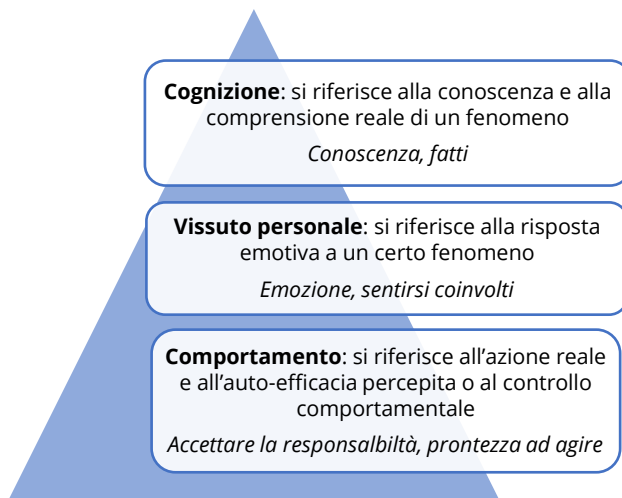 Cognizione: si riferisce alla conoscenza e alla
comprensione reale di un fenomeno
Conoscenza, fatti
Vissuto personale: si riferisce alla risposta
emotiva a un certo fenomeno
Emozione, sentirsi coinvolti
Comportamento: si riferisce all'azione reale
e all'auto-efficacia percepita o al controllo
comportamentale
Accettare la responsalbiltà, prontezza ad agire